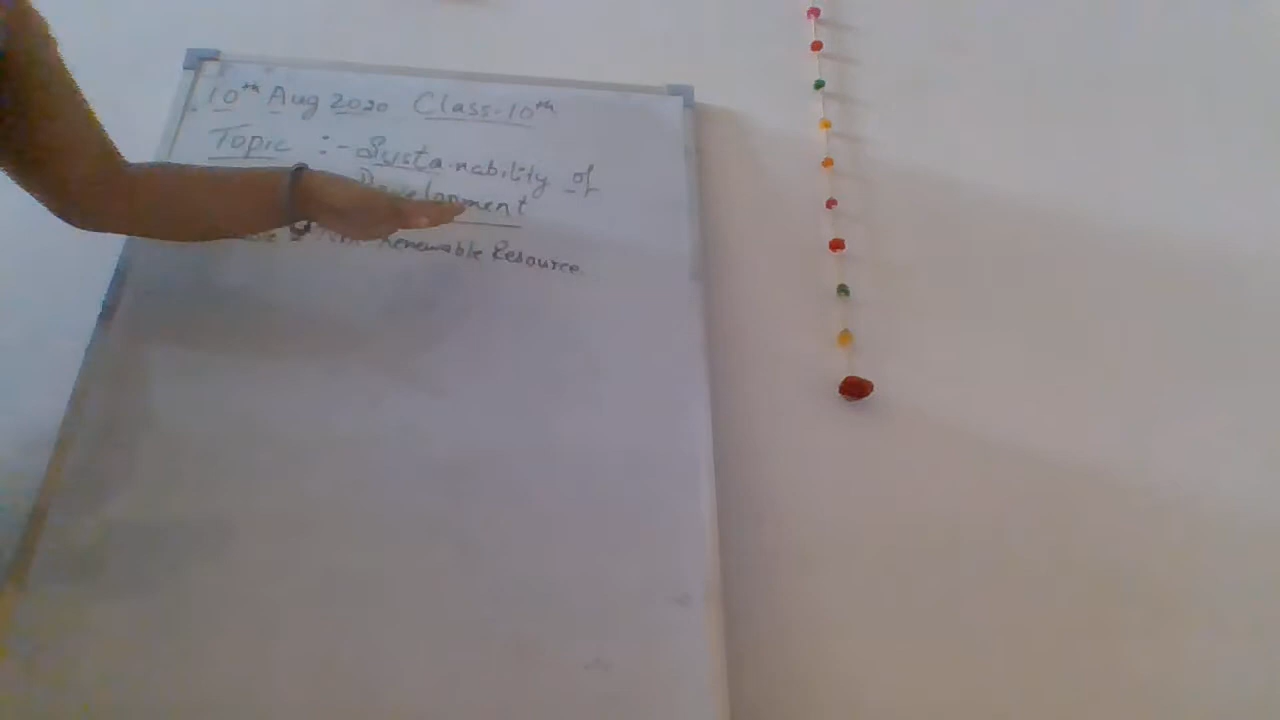 10th Aug 2020 Class-10th
Topic :- Sustainability of
Development
Renewable Resource